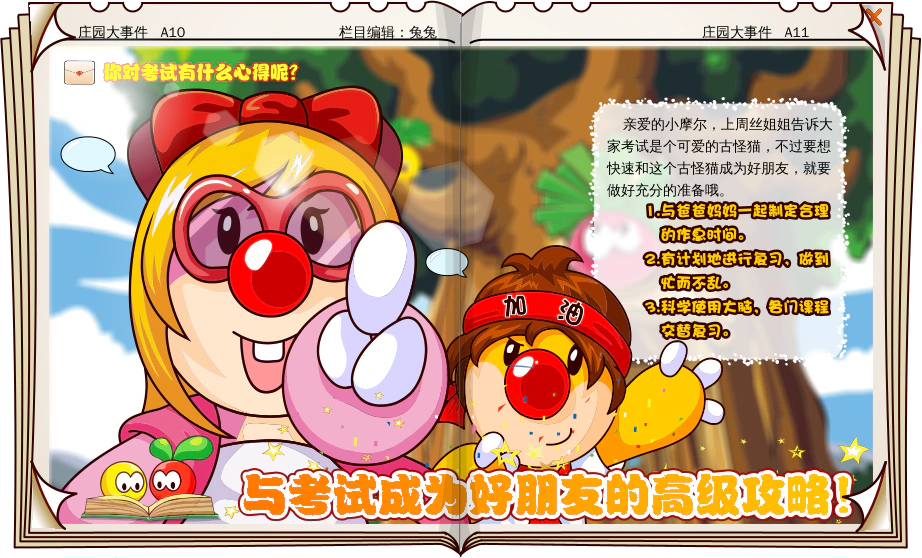 庄园大事件 A10
栏目编辑：兔兔
庄园大事件 A11
你对考试有什么心得呢？
亲爱的小摩尔，上周丝姐姐告诉大
家考试是个可爱的古怪猫，不过要想
快速和这个古怪猫成为好朋友，就要
做好充分的准备哦。
1.与爸爸妈妈一起制定合理
的作息时间。
2.有计划地进行复习，做到
忙而不乱。
3.科学使用大脑，各门课程
交替复习。
加油
与考试成为好朋友的高级攻略！